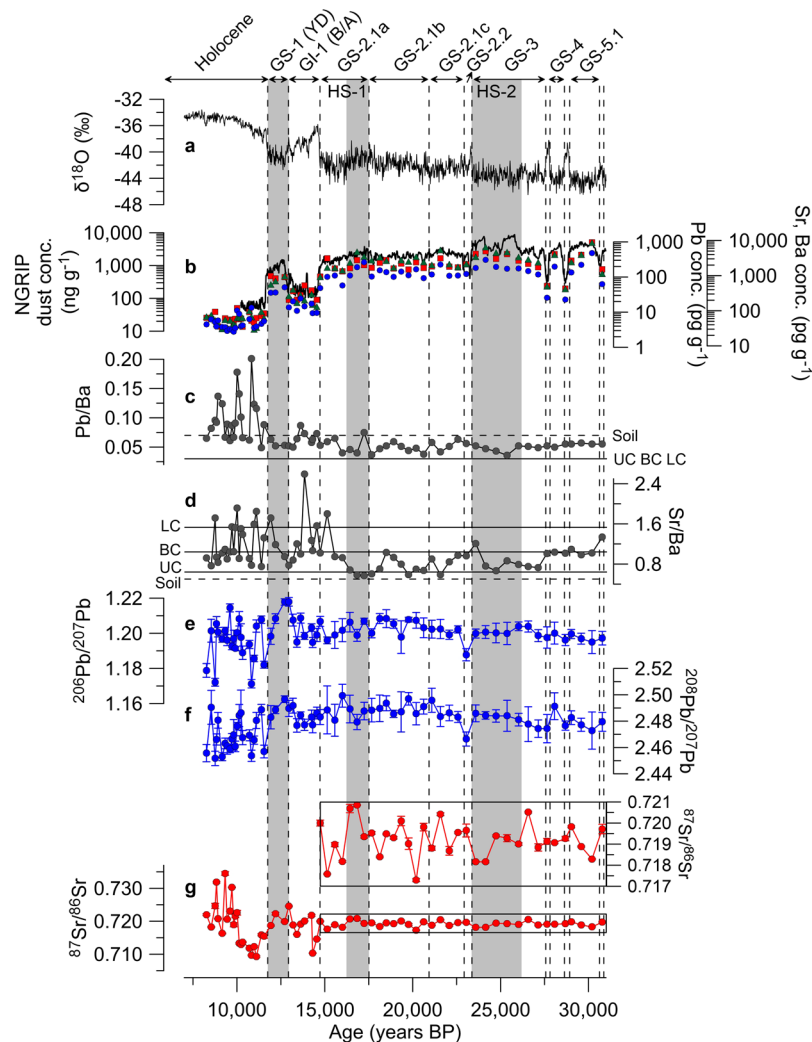 Holocene
GS-1 (YD)
GI-1 (B/A)
GS-2.1a
GS-2.1b
GS-2.1c
GS-2.2
GS-3
GS-4
GS-5.1
HS-1
HS-2
-32
-36
-40
-44
-48
δ18O (‰)
a
10,000
1,000
100
10
NGRIP
dust conc.
(ng g-1)
b
1,000
100
10
1
Pb conc.
(pg g-1)
10,000
1,000
100
10
Sr, Ba conc.
(pg g-1)
0.20
0.15
0.10
0.05
Pb/Ba
c
Soil
UC BC LC
d
LC
BC
UC
Soil
2.4
1.6
0.8
Sr/Ba
1.22
1.20
1.18
1.16
206Pb/207Pb
e
f
2.52
2.50
2.48
2.46
2.44
208Pb/207Pb
0.721
0.720
0.719
0.718
0.717
87Sr/86Sr
g
0.730
0.720
0.710
87Sr/86Sr
10,000
15,000
20,000
25,000
30,000
Age (years BP)